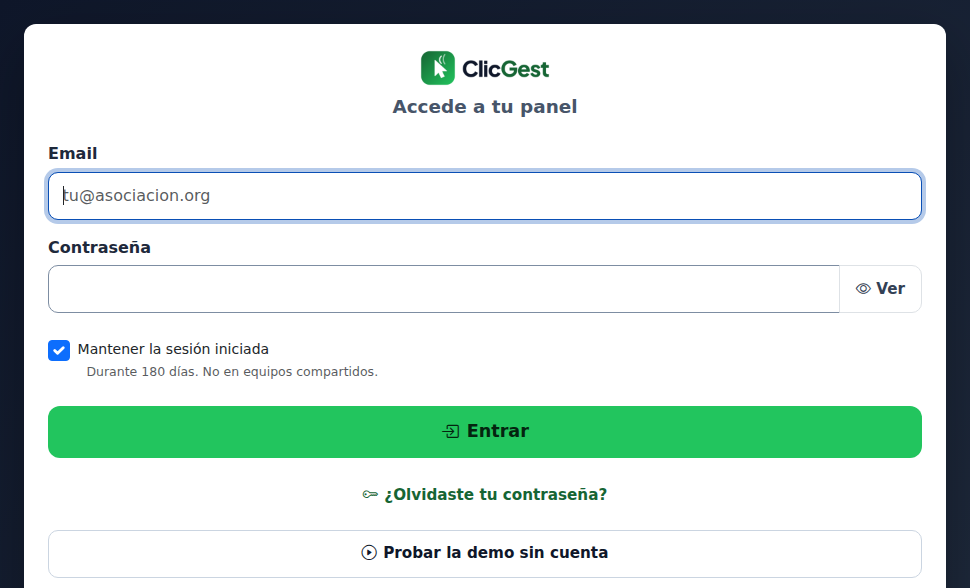 ClicGest
Accede a tu panel
Email
tu@asociacion.org
Contraseña
Ver
Mantener la sesión iniciada
Durante 180 días. No en equipos compartidos.
Entrar
¿Olvidaste tu contraseña?
Probar la demo sin cuenta